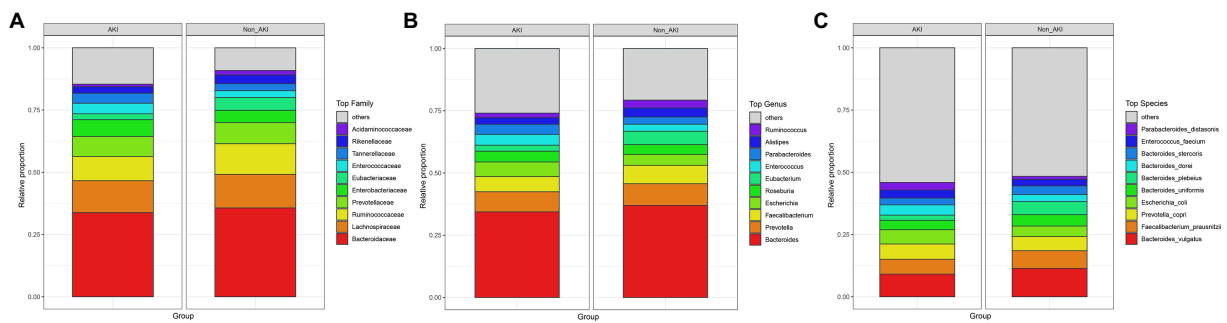 A
AKI
Non_AKI
1.00
0.75
0.50
0.25
0.00
Relative proportion
Group
Top Family
others
Acidaminococcaceae
Rikenellaceae
Tannerellaceae
Enterococcaceae
Eubacteriaceae
Enterobacteriaceae
Prevotellaceae
Ruminococcaceae
Lachnospiraceae
Bacteroidaceae
B
AKI
Non_AKI
1.00
0.75
0.50
0.25
0.00
Relative proportion
Group
Top Genus
others
Ruminococcus
Alistipes
Parabacteroides
Enterococcus
Eubacterium
Roseburia
Escherichia
Faecalibacterium
Prevotella
Bacteroides
C
AKI
Non_AKI
1.00
0.75
0.50
0.25
0.00
Relative proportion
Group
Top Species
others
Parabacteroides_distasonis
Enterococcus_faecium
Bacteroides_stercoris
Bacteroides_dorei
Bacteroides_plebeius
Bacteroides_uniformis
Escherichia_coli
Prevotella_copri
Faecalibacterium_prausnitzii
Bacteroides_vulgatus